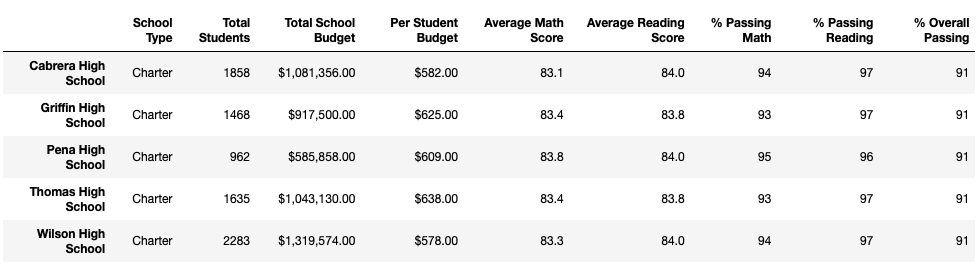 School Type Total Students Total School Budget Per Student Budget Average Math Score Average Reading Score % Passing Math % Passing Reading % Overall Passing
Cabrera High School Charter 1858 $1,081,356.00 $582.00 83.1 84.0 94 97 91
Griffin High School Charter 1468 $917,500.00 $625.00 83.4 83.8 93 97 91
Pena High School Charter 962 $585,858.00 $609.00 83.8 84.0 95 96 91
Thomas High School Charter 1635 $1,043,130.00 $638.00 83.4 83.8 93 97 91
Wilson High School Charter 2283 $1,319,574.00 $578.00 83.3 84.0 94 97 91